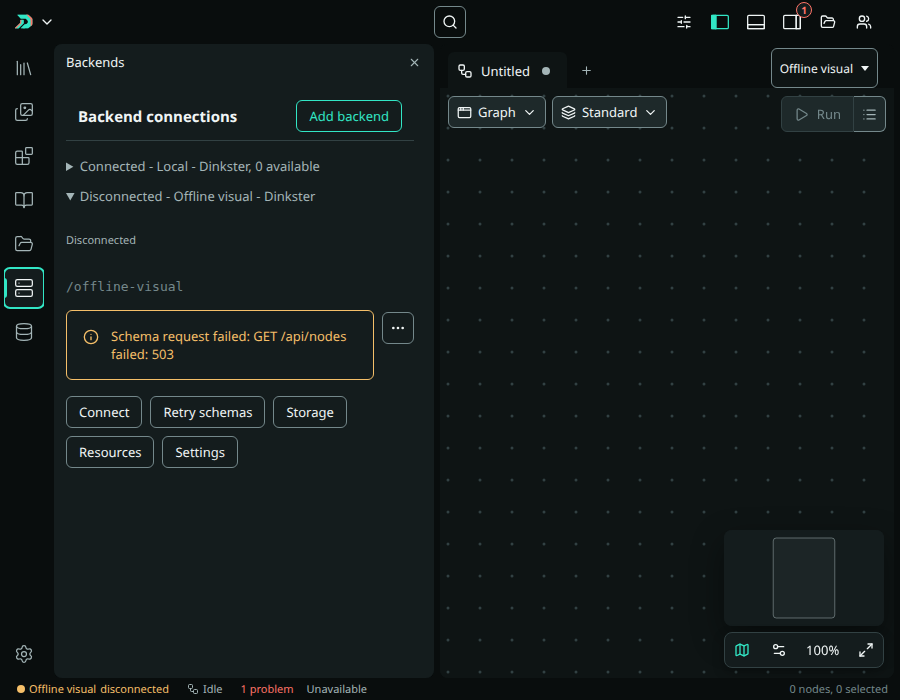 1
Backends
Untitled
Offline visual
Backend connections
Add backend
Graph
Standard
Run
Connected - Local - Dinkster, 0 available
Disconnected - Offline visual - Dinkster
Disconnected
/offline-visual
Schema request failed: GET /api/nodes
failed: 503
Connect
Retry schemas
Storage
Resources
Settings
100%
Offline visual disconnected
Idle
1 problem
Unavailable
0 nodes, 0 selected